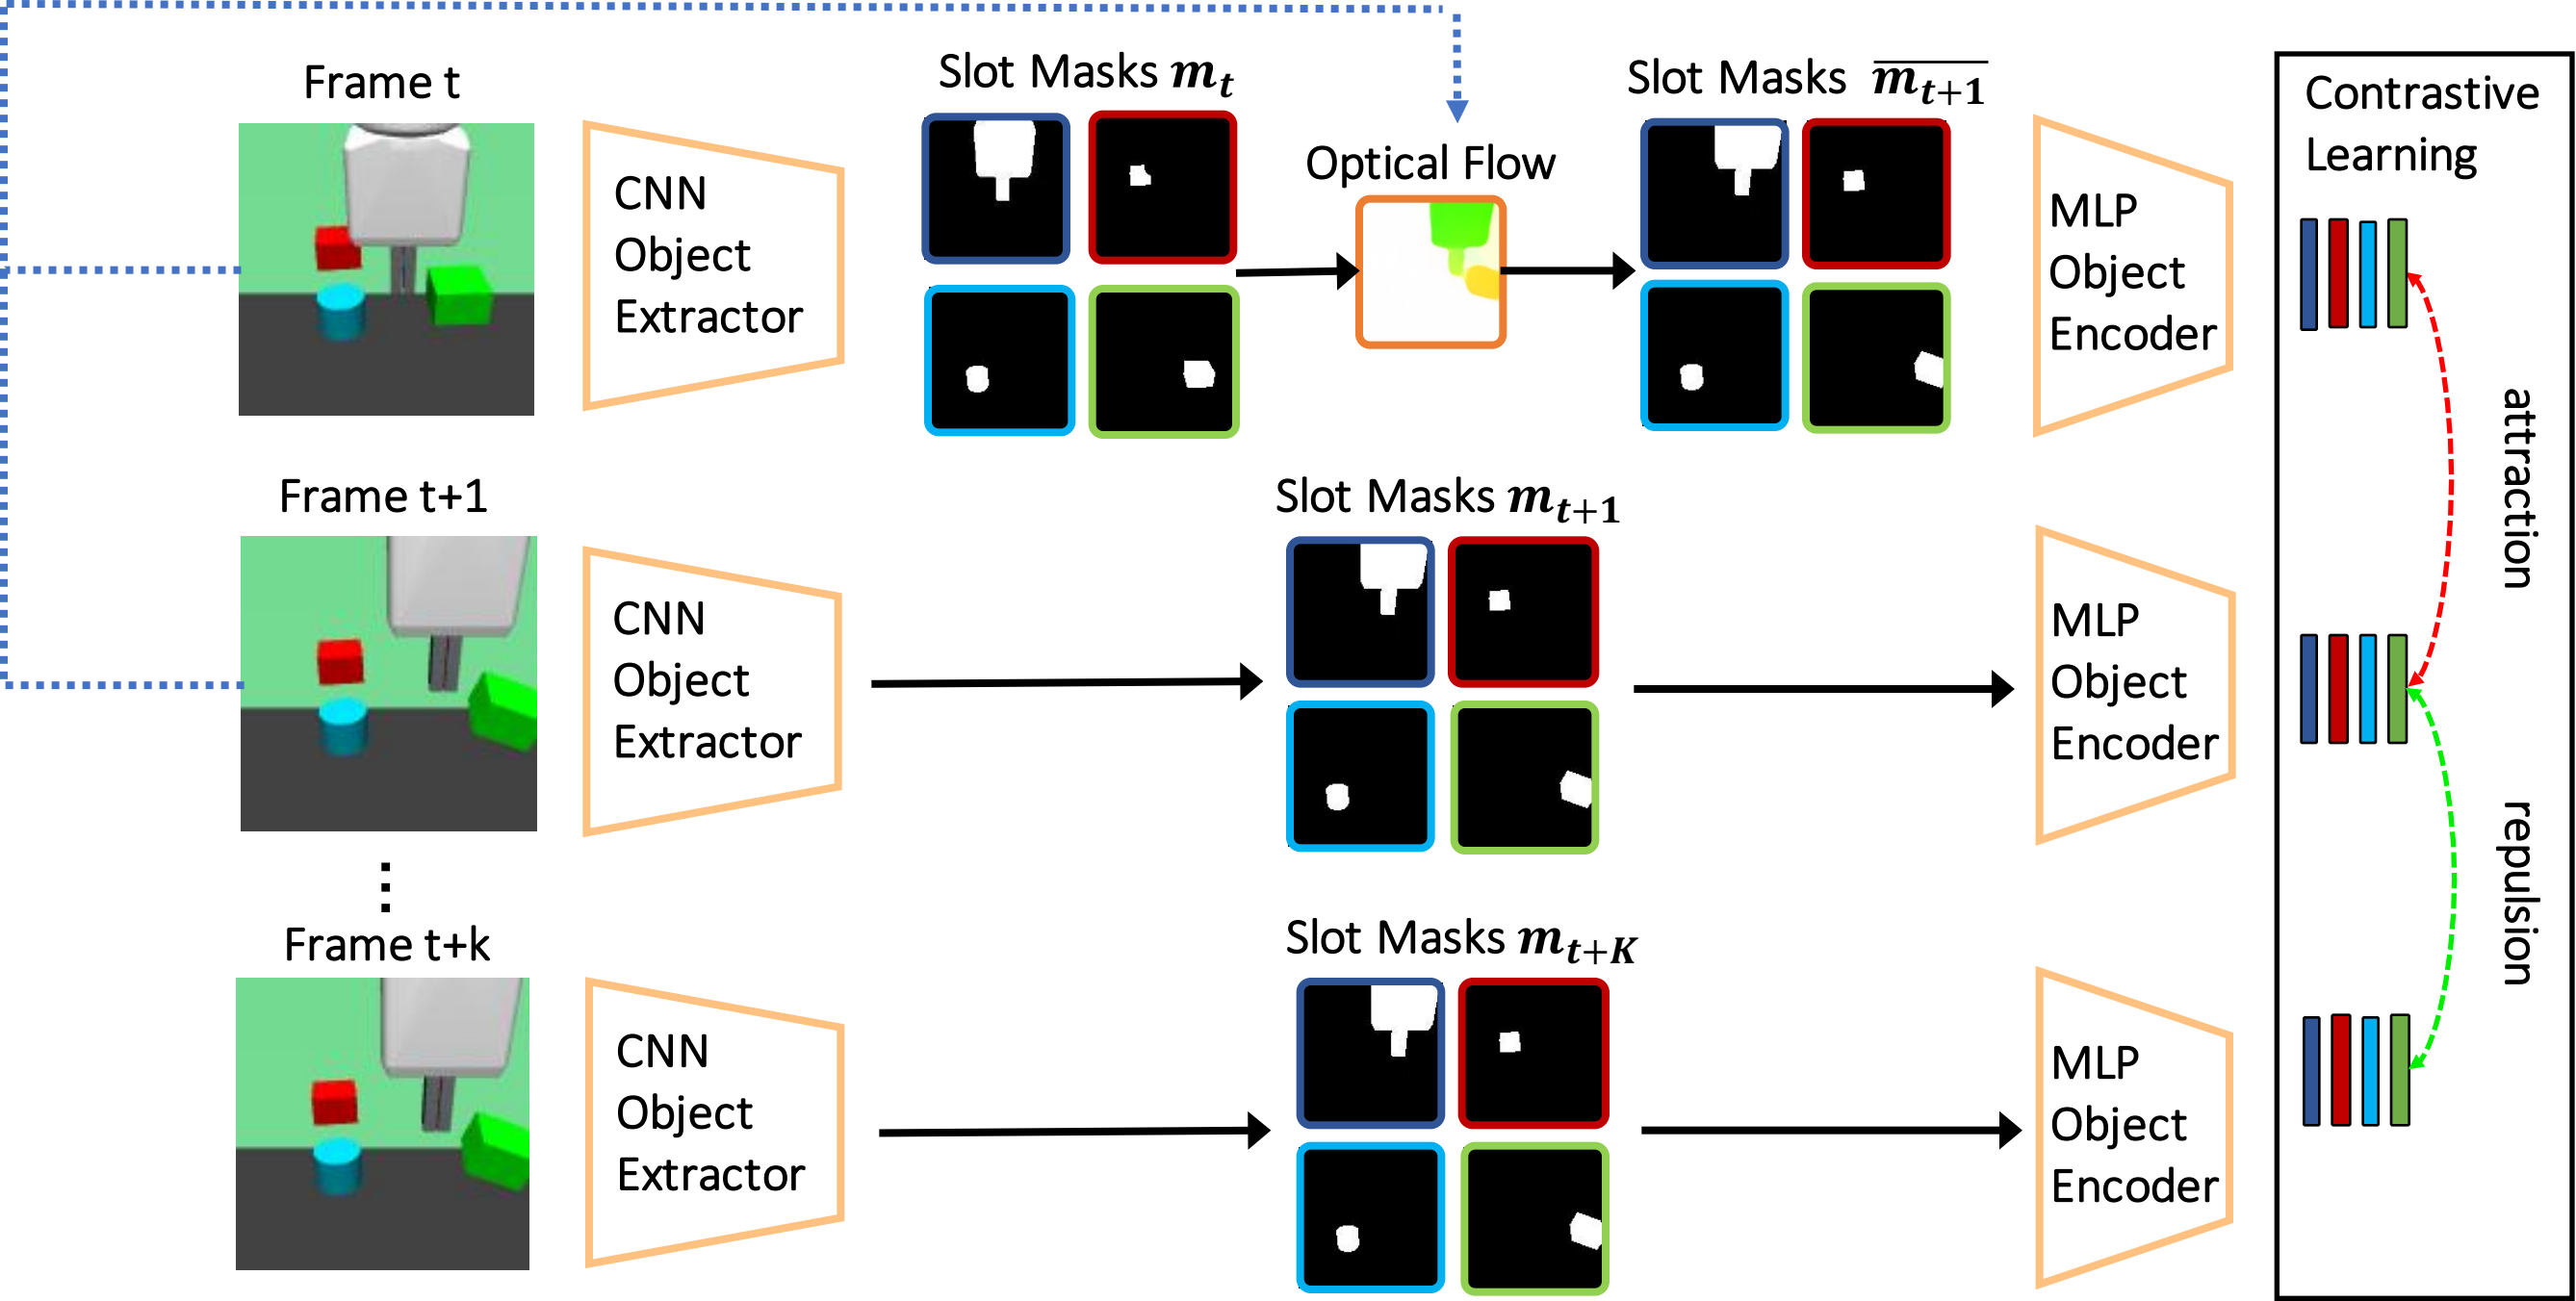 Frame t
CNN
Object
Extractor
Slot Masks m_t
Optical Flow
Slot Masks \overline{m_{t+1}}
MLP
Object
Encoder
Contrastive
Learning
attraction
Frame t+1
CNN
Object
Extractor
Slot Masks m_{t+1}
MLP
Object
Encoder
repulsion
Frame t+k
CNN
Object
Extractor
Slot Masks m_{t+K}
MLP
Object
Encoder